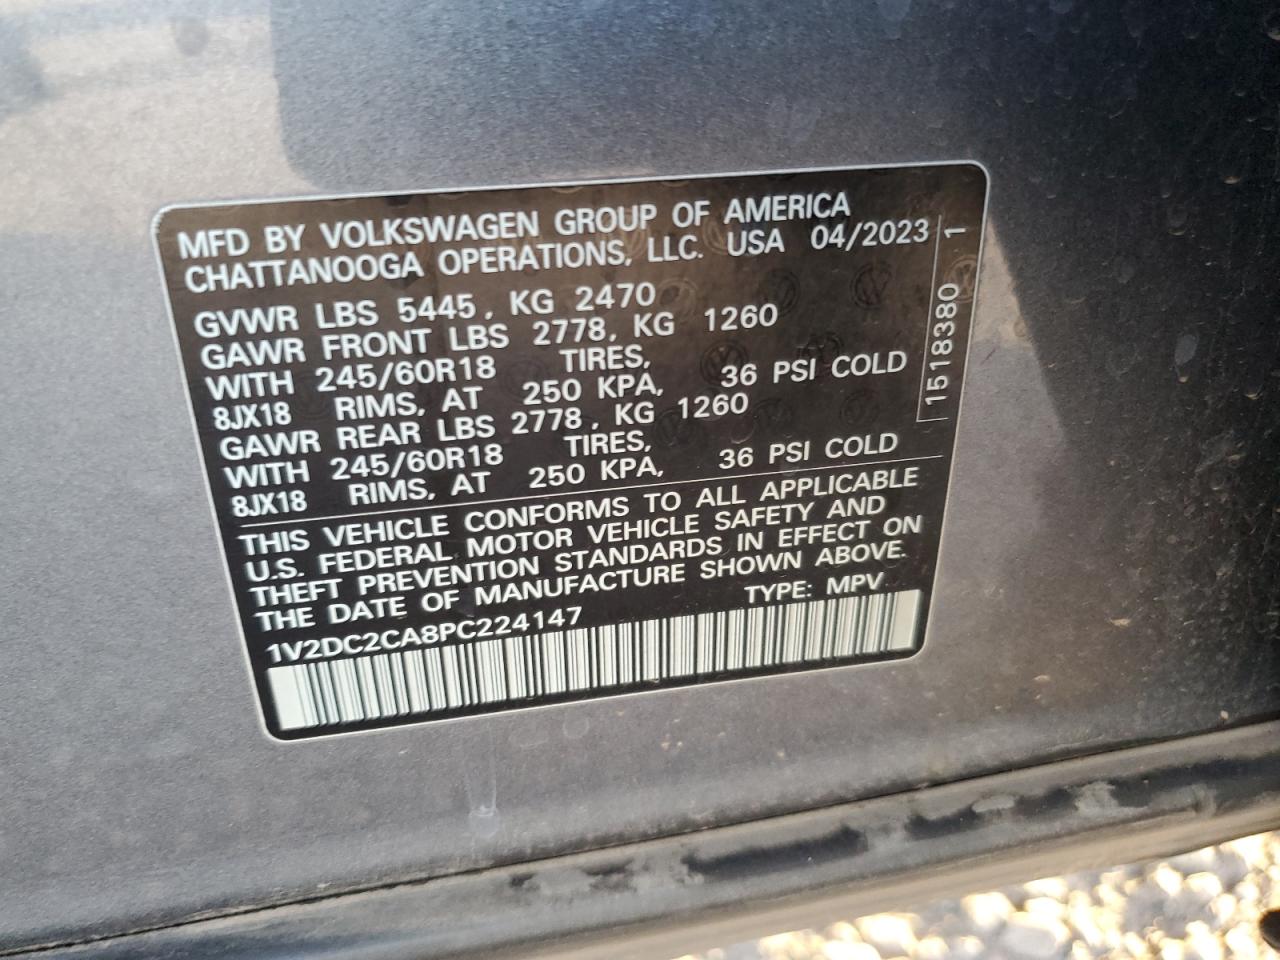 MFD BY VOLKSWAGEN GROUP OF AMERICA
CHATTANOOGA OPERATIONS, LLC. USA 04/2023
GVWR LBS 5445, KG 2470
GAWR FRONT LBS 2778, KG 1260
WITH 245/60R18 TIRES,
8JX18 RIMS, AT 250 KPA, 36 PSI COLD
GAWR REAR LBS 2778, KG 1260
WITH 245/60R18 TIRES,
8JX18 RIMS, AT 250 KPA, 36 PSI COLD
THIS VEHICLE CONFORMS TO ALL APPLICABLE
U.S. FEDERAL MOTOR VEHICLE SAFETY AND
THEFT PREVENTION STANDARDS IN EFFECT ON
THE DATE OF MANUFACTURE SHOWN ABOVE.
1V2DC2CA8PC224147 TYPE: MPV
1518380 1